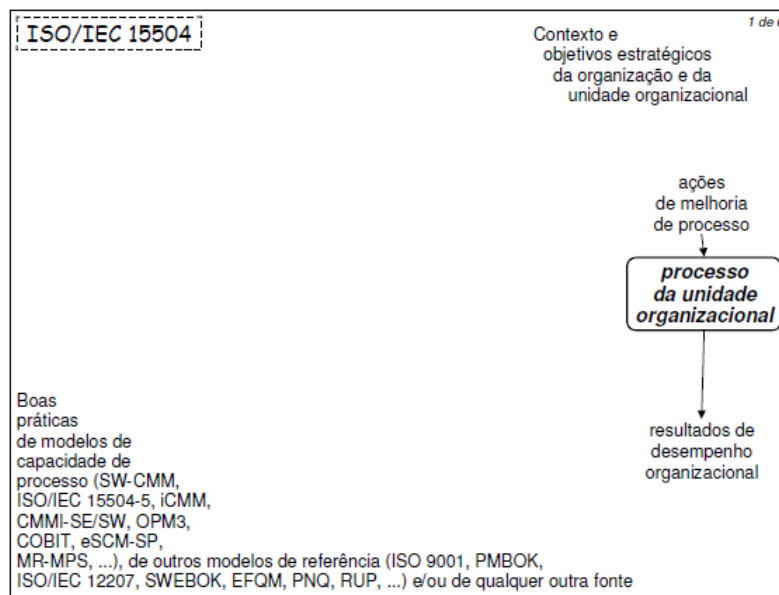 ISO/IEC 15504
1 de
Contexto e
objetivos estratégicos
da organização e da
unidade organizacional
ações
de melhoria
de processo
processo
da unidade
organizacional
resultados de
desempenho
organizacional
Boas
práticas
de modelos de
capacidade de
processo (SW-CMM,
ISO/IEC 15504-5, iCMM,
CMMI-SE/SW, OPM3,
COBIT, eSCM-SP,
MR-MPS, ...), de outros modelos de referência (ISO 9001, PMBOK,
ISO/IEC 12207, SWEBOK, EFQM, PNQ, RUP, ...) e/ou de qualquer outra fonte